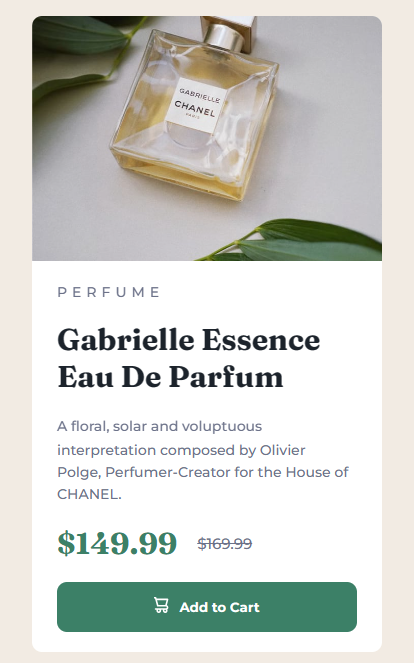 GABRIELLE
CHANEL
PARIS
PERFUME
Gabrielle Essence
Eau De Parfum
A floral, solar and voluptuous
interpretation composed by Olivier
Polge, Perfumer-Creator for the House of
CHANEL.
$149.99 $169.99
Add to Cart